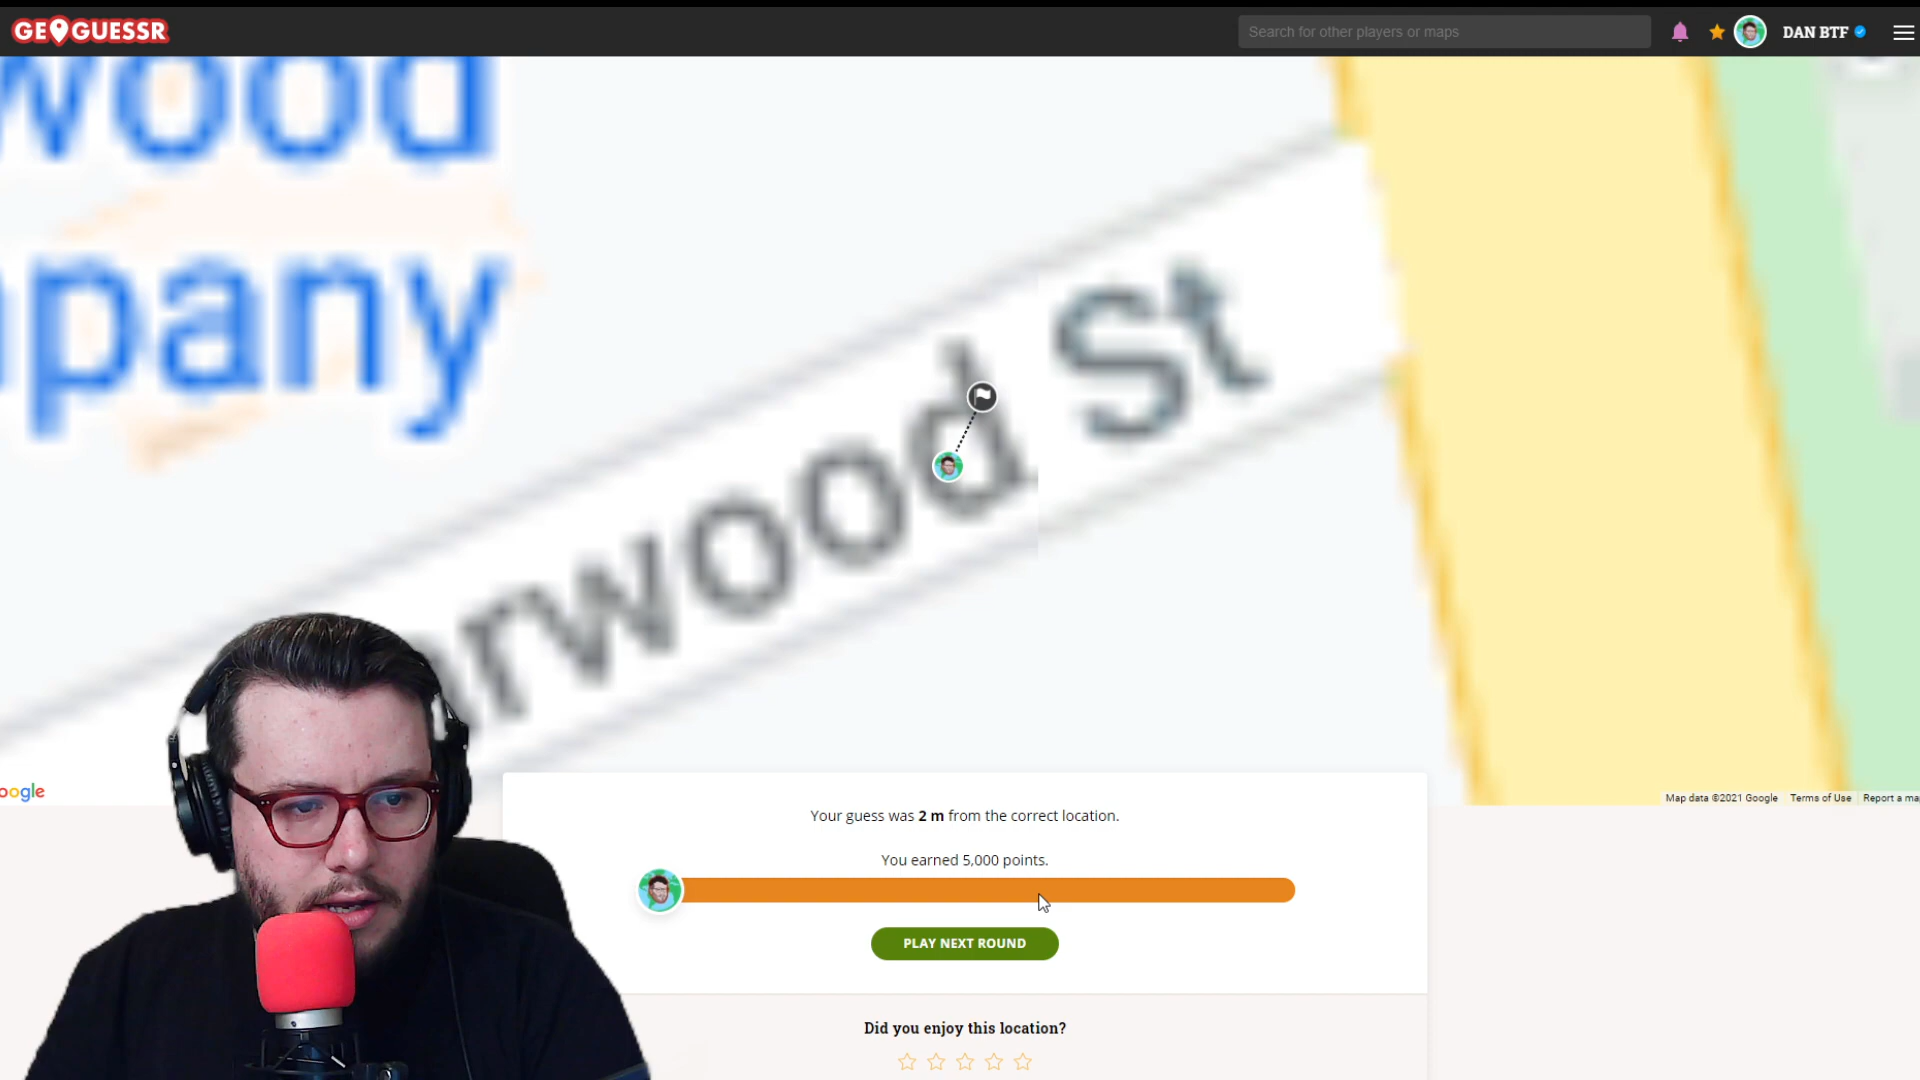 GEOGUESSR
Search for other players or maps
DAN BTF
wood
pany
arwood St
oogle
Map data ©2021 Google Terms of Use Report a ma
Your guess was 2 m from the correct location.
You earned 5,000 points.
PLAY NEXT ROUND
Did you enjoy this location?